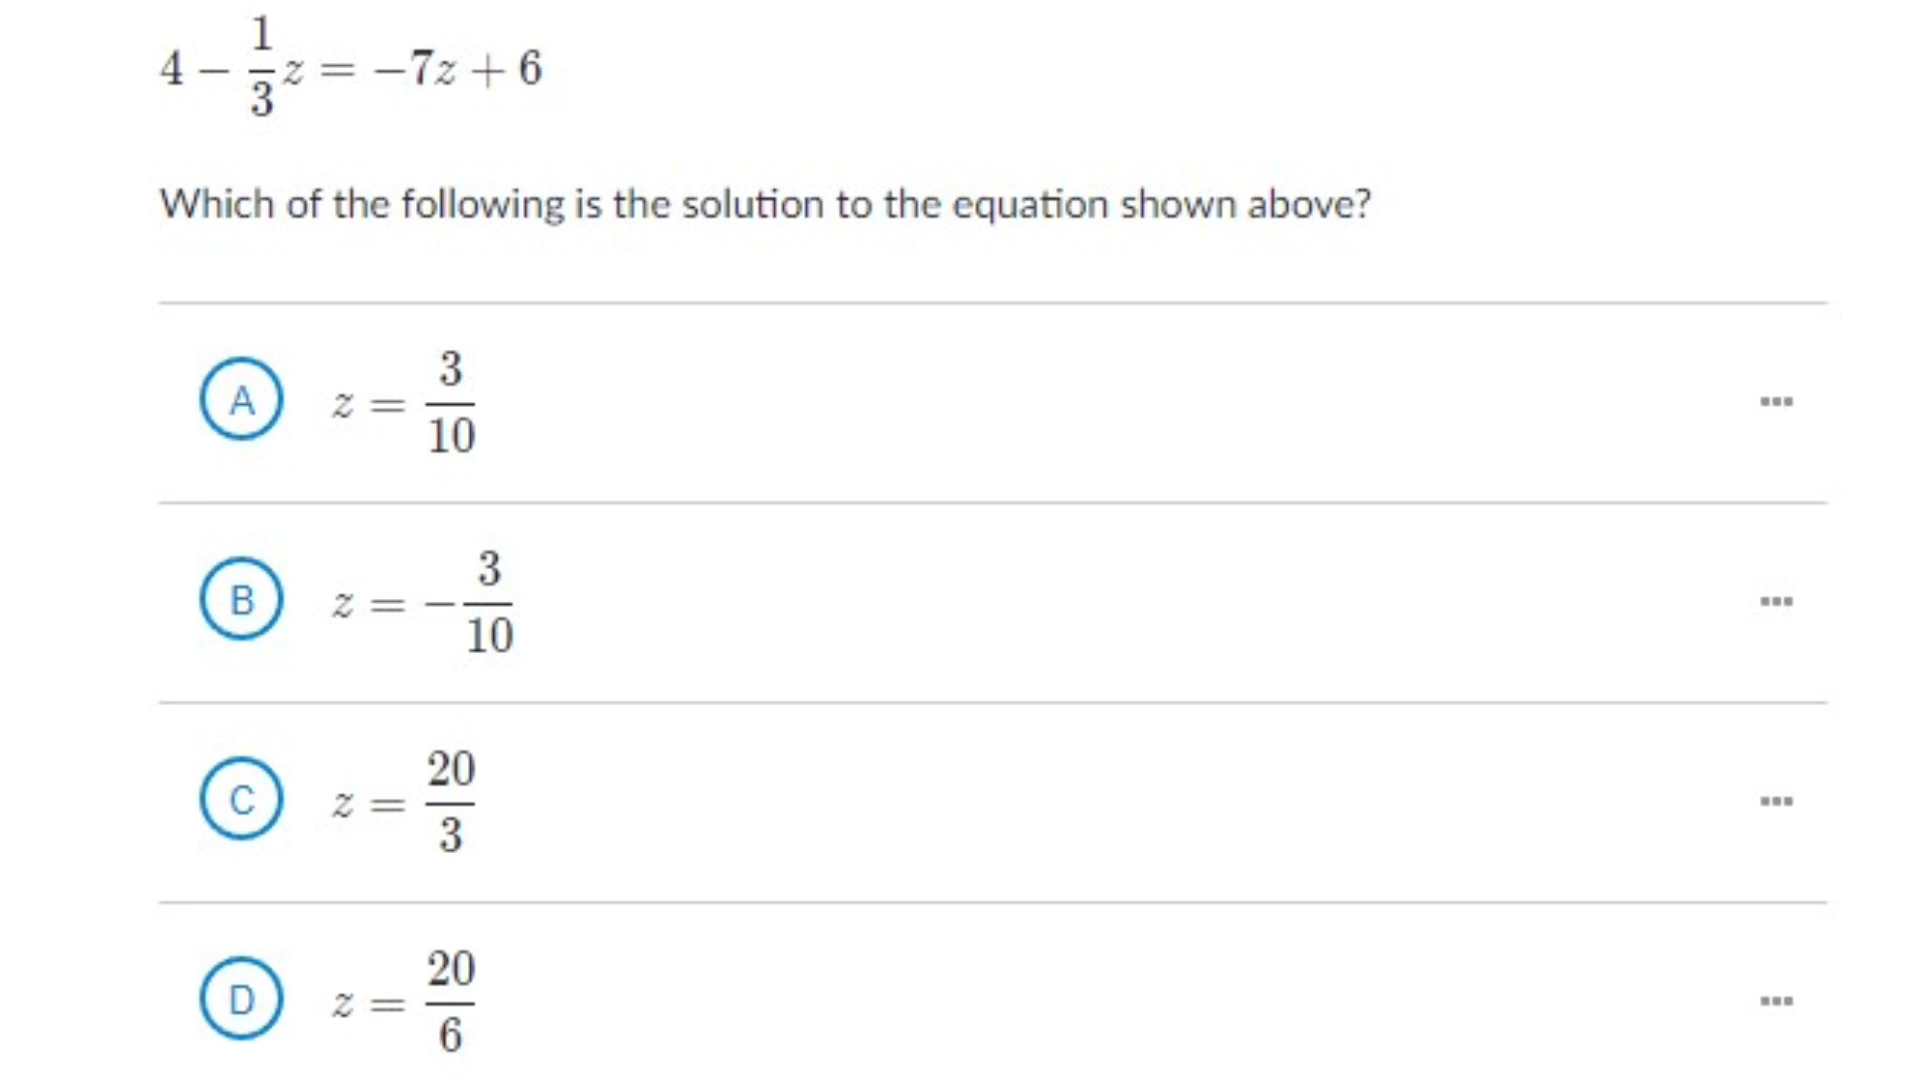 4 − 1/3 z = −7z + 6
Which of the following is the solution to the equation shown above?
A z = 3/10
B z = −3/10
C z = 20/3
D z = 20/6